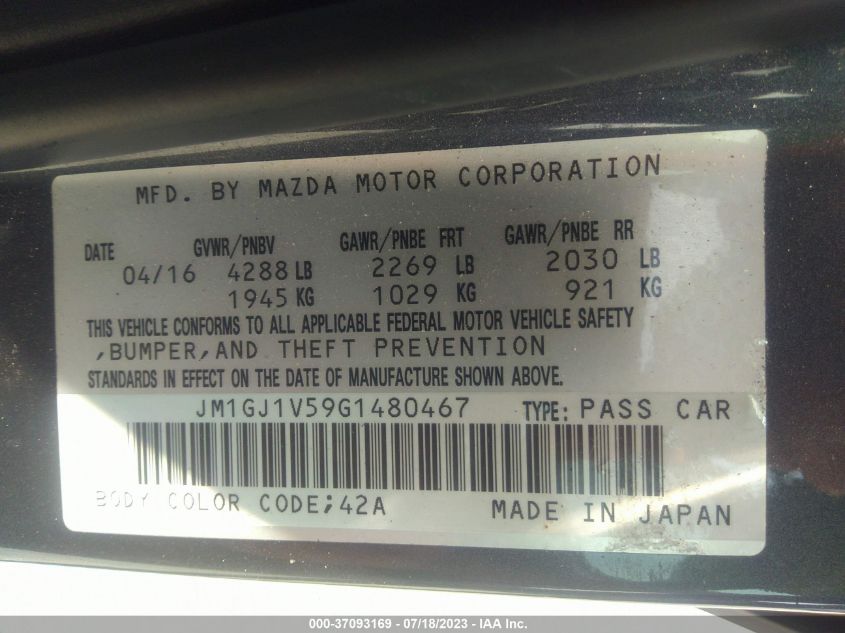 MFD. BY MAZDA MOTOR CORPORATION
DATE GVWR/PNBV GAWR/PNBE FRT GAWR/PNBE RR
04/16 4288 LB 2269 LB 2030 LB
1945 KG 1029 KG 921 KG
THIS VEHICLE CONFORMS TO ALL APPLICABLE FEDERAL MOTOR VEHICLE SAFETY
,BUMPER,AND THEFT PREVENTION
STANDARDS IN EFFECT ON THE DATE OF MANUFACTURE SHOWN ABOVE.
JM1GJ1V59G1480467 TYPE: PASS CAR
BODY COLOR CODE;42A MADE IN JAPAN
000-37093169 - 07/18/2023 - IAA Inc.